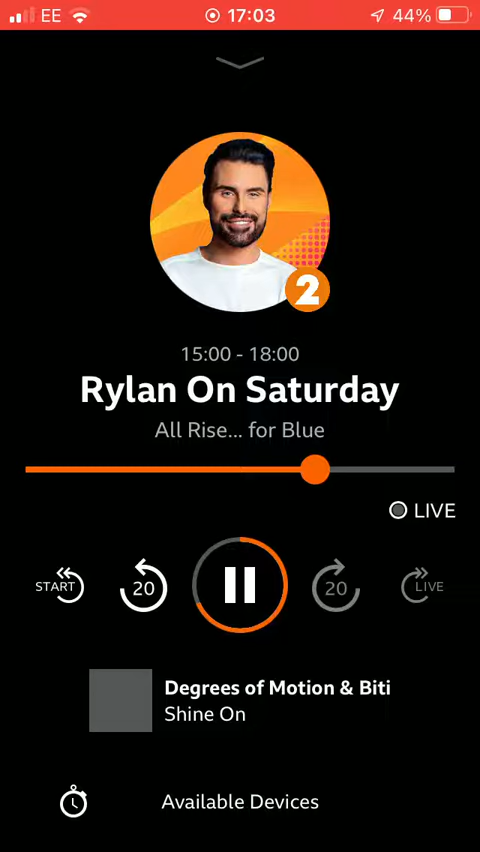 EE 17:03 44%
2
15:00 - 18:00
Rylan On Saturday
All Rise... for Blue
LIVE
START 20 20 LIVE
Degrees of Motion & Biti
Shine On
Available Devices